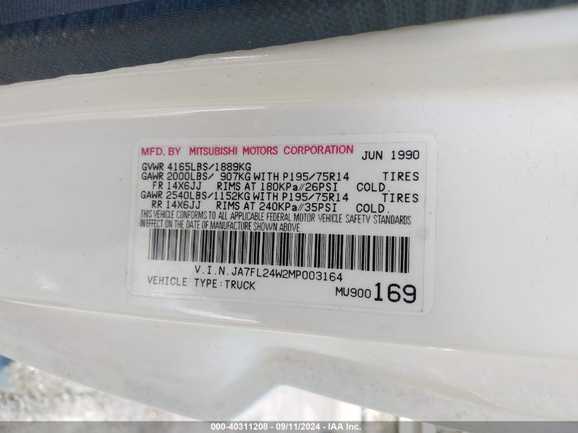 MFD. BY MITSUBISHI MOTORS CORPORATION JUN 1990
GVWR 4165LBS/1889KG
GAWR 2000LBS/ 907KG WITH P195/75R14 TIRES
FR 14X6JJ RIMS AT 180KPa//26PSI COLD.
GAWR 2540LBS/1152KG WITH P195/75R14 TIRES
RR 14X6JJ RIMS AT 240KPa//35PSI COLD.
THIS VEHICLE CONFORMS TO ALL APPLICABLE FEDERAL MOTOR VEHICLE SAFETY STANDARDS
IN EFFECT ON THE DATE OF MANUFACTURE SHOWN ABOVE.
V.I.N.JA7FL24W2MP003164
VEHICLE TYPE:TRUCK MU900169
000-40311208 - 09/11/2024 - IAA Inc.